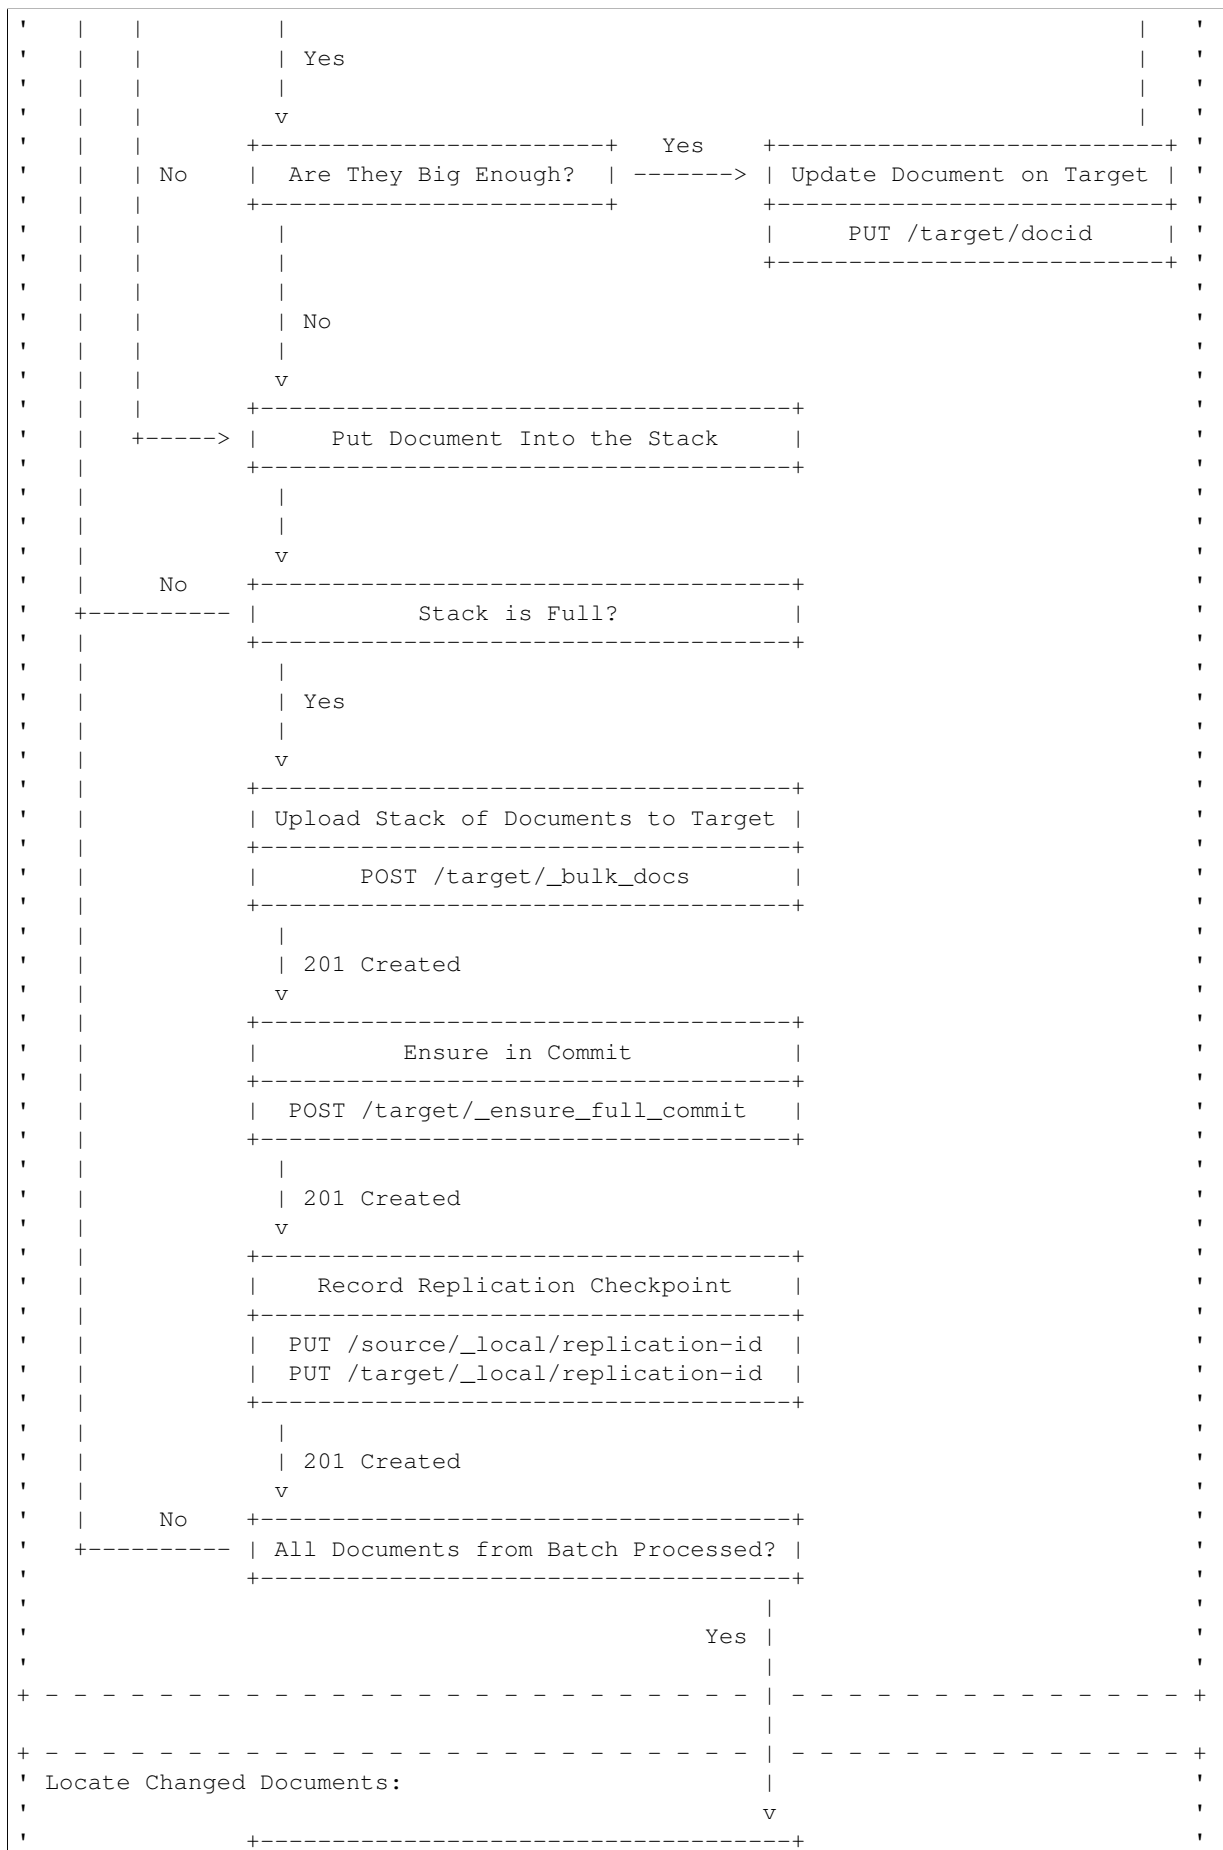 '    |   |         |                                                           |    '
'    |   |         | Yes                                                       |    '
'    |   |         |                                                           |    '
'    |   |         v                                                           |    '
'    |   |       +------------------------+   Yes    +---------------------------+ '
'    |   | No    |  Are They Big Enough?  | -------> | Update Document on Target | '
'    |   |       +------------------------+          +---------------------------+ '
'    |   |         |                                 |     PUT /target/docid     | '
'    |   |         |                                 +---------------------------+ '
'    |   |         |                                                                '
'    |   |         | No                                                             '
'    |   |         |                                                                '
'    |   |         v                                                                '
'    |   |       +-------------------------------------+                            '
'    |   +-----> |     Put Document Into the Stack     |                            '
'    |           +-------------------------------------+                            '
'    |             |                                                                '
'    |             |                                                                '
'    |             v                                                                '
'    |     No    +-------------------------------------+                            '
'    +---------- |           Stack is Full?            |                            '
'    |           +-------------------------------------+                            '
'    |             |                                                                '
'    |             | Yes                                                            '
'    |             |                                                                '
'    |             v                                                                '
'    |           +-------------------------------------+                            '
'    |           | Upload Stack of Documents to Target |                            '
'    |           +-------------------------------------+                            '
'    |           |       POST /target/_bulk_docs       |                            '
'    |           +-------------------------------------+                            '
'    |             |                                                                '
'    |             | 201 Created                                                    '
'    |             v                                                                '
'    |           +-------------------------------------+                            '
'    |           |          Ensure in Commit           |                            '
'    |           +-------------------------------------+                            '
'    |           |  POST /target/_ensure_full_commit   |                            '
'    |           +-------------------------------------+                            '
'    |             |                                                                '
'    |             | 201 Created                                                    '
'    |             v                                                                '
'    |           +-------------------------------------+                            '
'    |           |    Record Replication Checkpoint    |                            '
'    |           +-------------------------------------+                            '
'    |           |  PUT /source/_local/replication-id  |                            '
'    |           |  PUT /target/_local/replication-id  |                            '
'    |           +-------------------------------------+                            '
'    |             |                                                                '
'    |             | 201 Created                                                    '
'    |             v                                                                '
'    |     No    +-------------------------------------+                            '
'    +---------- | All Documents from Batch Processed? |                            '
'                +-------------------------------------+                            '
'                                                    |                              '
'                                                Yes |                              '
'                                                    |                              '
+ - - - - - - - - - - - - - - - - - - - - - - - - - | - - - - - - - - - - - - - - +
                                                    |
+ - - - - - - - - - - - - - - - - - - - - - - - - - | - - - - - - - - - - - - - - +
' Locate Changed Documents:                         |                              '
'                                                   v                              '
'                +-------------------------------------+                            '